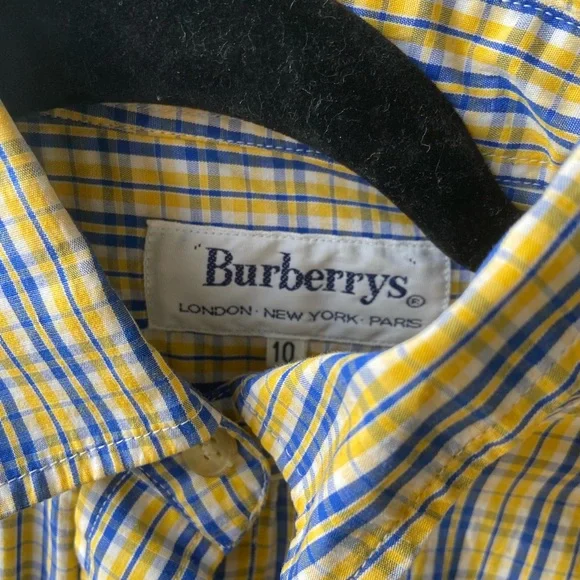 "Burberrys"®
LONDON · NEW YORK · PARIS
10